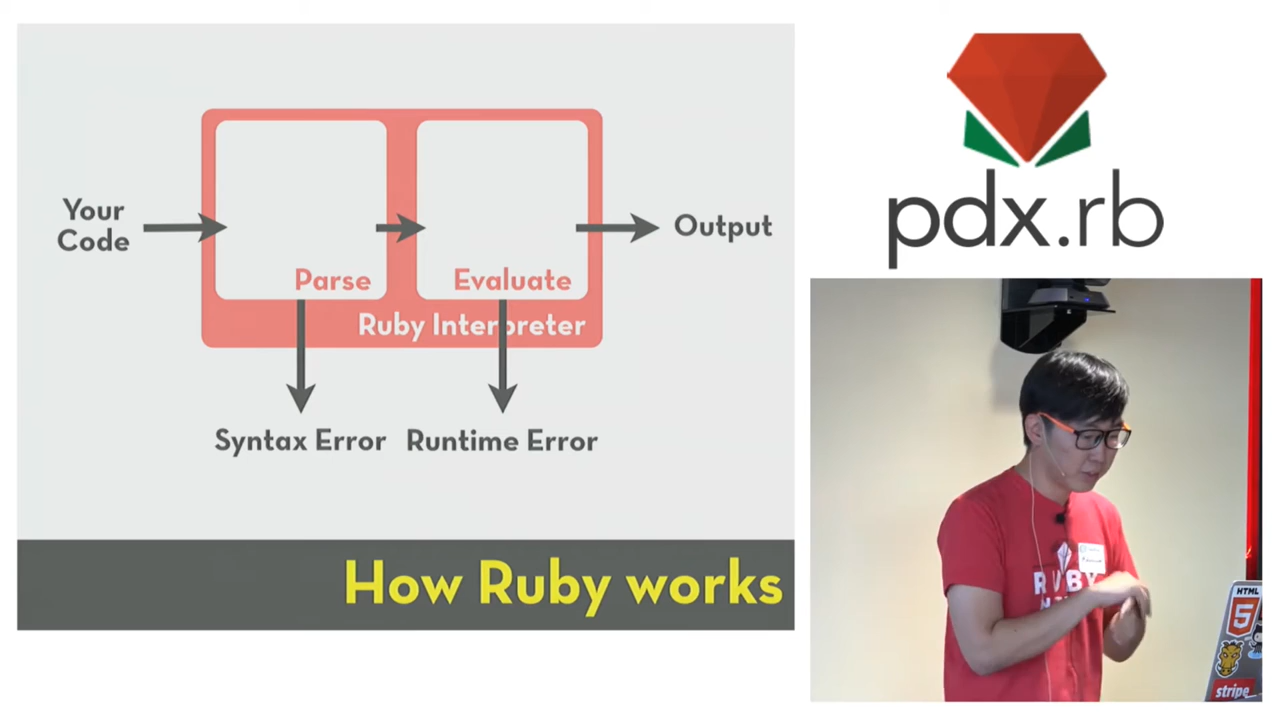 Your
Code
Parse
Evaluate
Output
Ruby Interpreter
Syntax Error
Runtime Error
How Ruby works
pdx.rb
RUBY
HTML
5
stripe